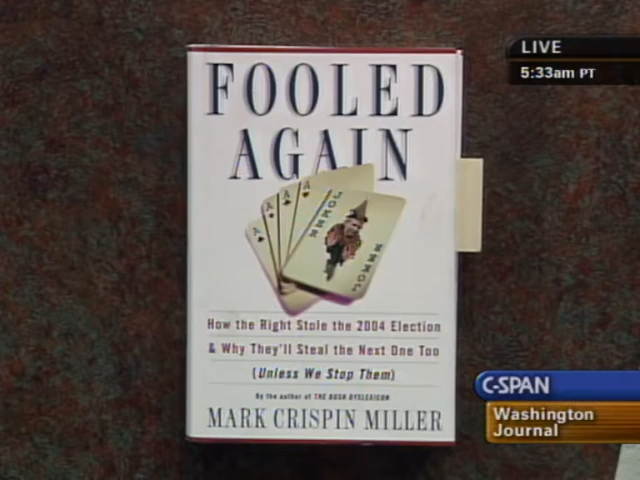 LIVE
5:33am PT
FOOLED
AGAIN
A
A
A
A
JOKER
JOKER
How the Right Stole the 2004 Election
& Why They'll Steal the Next One Too
(Unless We Stop Them)
By the author of THE BUSH DYSLEXICON
MARK CRISPIN MILLER
C-SPAN
Washington
Journal